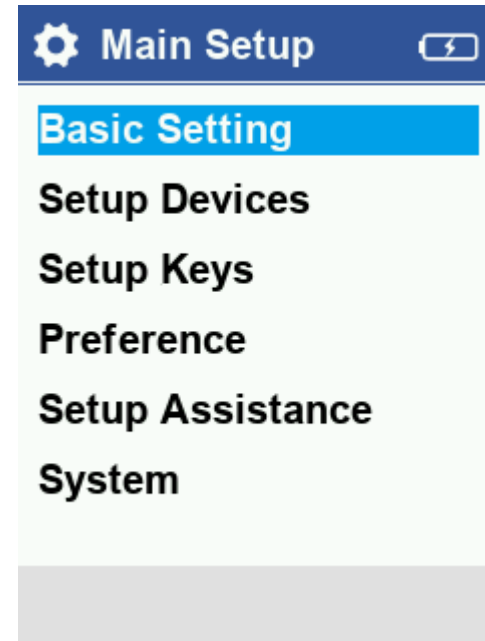 Main Setup
Basic Setting
Setup Devices
Setup Keys
Preference
Setup Assistance
System